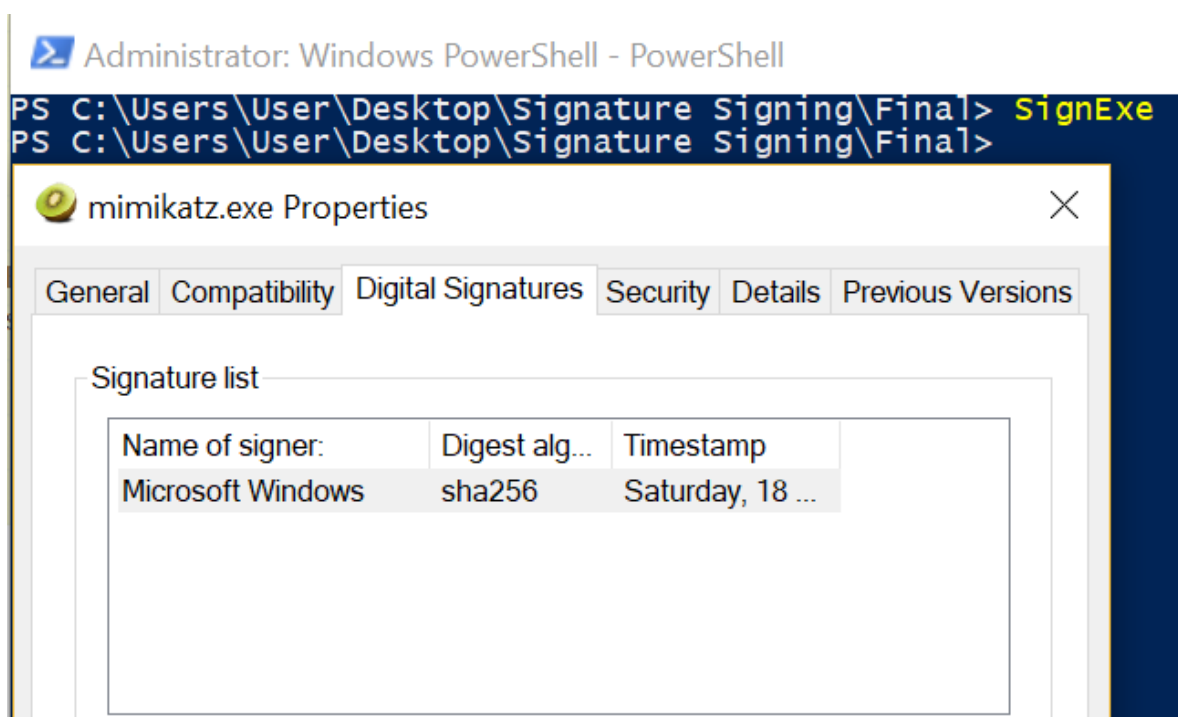 Administrator: Windows PowerShell - PowerShell
PS C:\Users\User\Desktop\Signature Signing\Final> SignExe
PS C:\Users\User\Desktop\Signature Signing\Final>
mimikatz.exe Properties
General Compatibility Digital Signatures Security Details Previous Versions
Signature list
Name of signer: Digest alg... Timestamp
Microsoft Windows sha256 Saturday, 18 ...